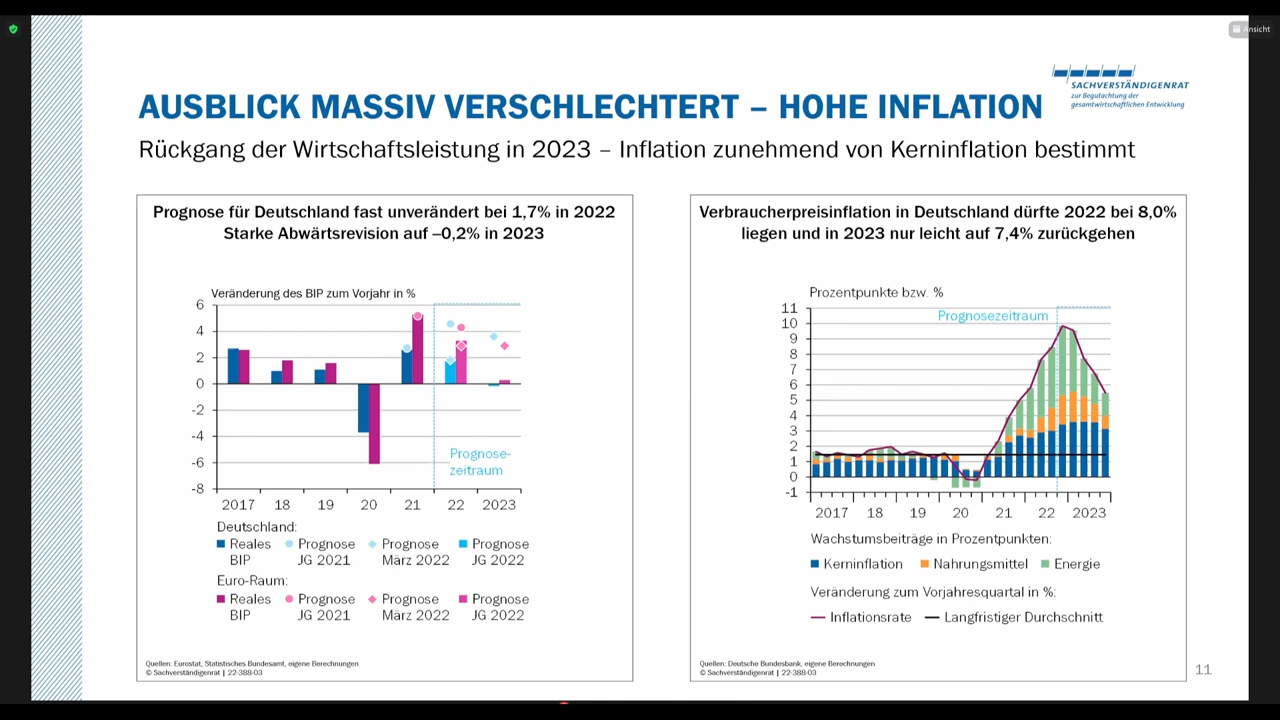 Ansicht
SACHVERSTÄNDIGENRAT
zur Begutachtung der
gesamtwirtschaftlichen Entwicklung
AUSBLICK MASSIV VERSCHLECHTERT – HOHE INFLATION
Rückgang der Wirtschaftsleistung in 2023 – Inflation zunehmend von Kerninflation bestimmt
Prognose für Deutschland fast unverändert bei 1,7% in 2022
Starke Abwärtsrevision auf –0,2% in 2023
Veränderung des BIP zum Vorjahr in %
6
4
2
0
-2
-4
-6
-8
Prognose-
zeitraum
2017 18 19 20 21 22 2023
Deutschland:
Reales BIP
Prognose JG 2021
Prognose März 2022
Prognose JG 2022
Euro-Raum:
Reales BIP
Prognose JG 2021
Prognose März 2022
Prognose JG 2022
Quellen: Eurostat, Statistisches Bundesamt, eigene Berechnungen
© Sachverständigenrat | 22-388-03
Verbraucherpreisinflation in Deutschland dürfte 2022 bei 8,0%
liegen und in 2023 nur leicht auf 7,4% zurückgehen
Prozentpunkte bzw. %
11
10
9
8
7
6
5
4
3
2
1
0
-1
Prognosezeitraum
2017 18 19 20 21 22 2023
Wachstumsbeiträge in Prozentpunkten:
Kerninflation Nahrungsmittel Energie
Veränderung zum Vorjahresquartal in %:
Inflationsrate Langfristiger Durchschnitt
Quellen: Deutsche Bundesbank, eigene Berechnungen
© Sachverständigenrat | 22-388-03
11